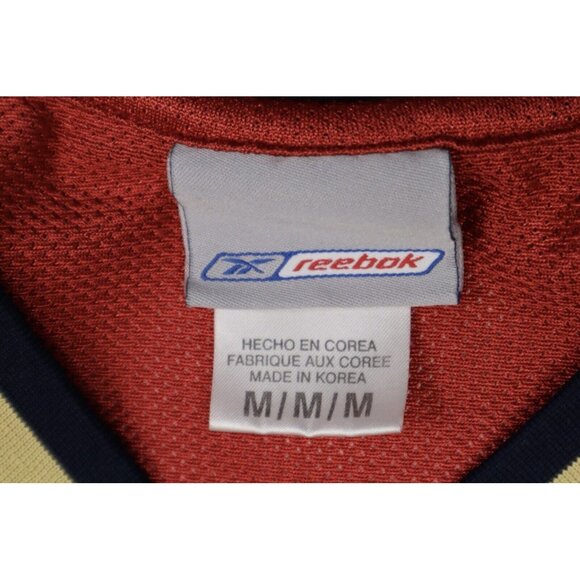 reebok
HECHO EN COREA
FABRIQUE AUX COREE
MADE IN KOREA
M/M/M